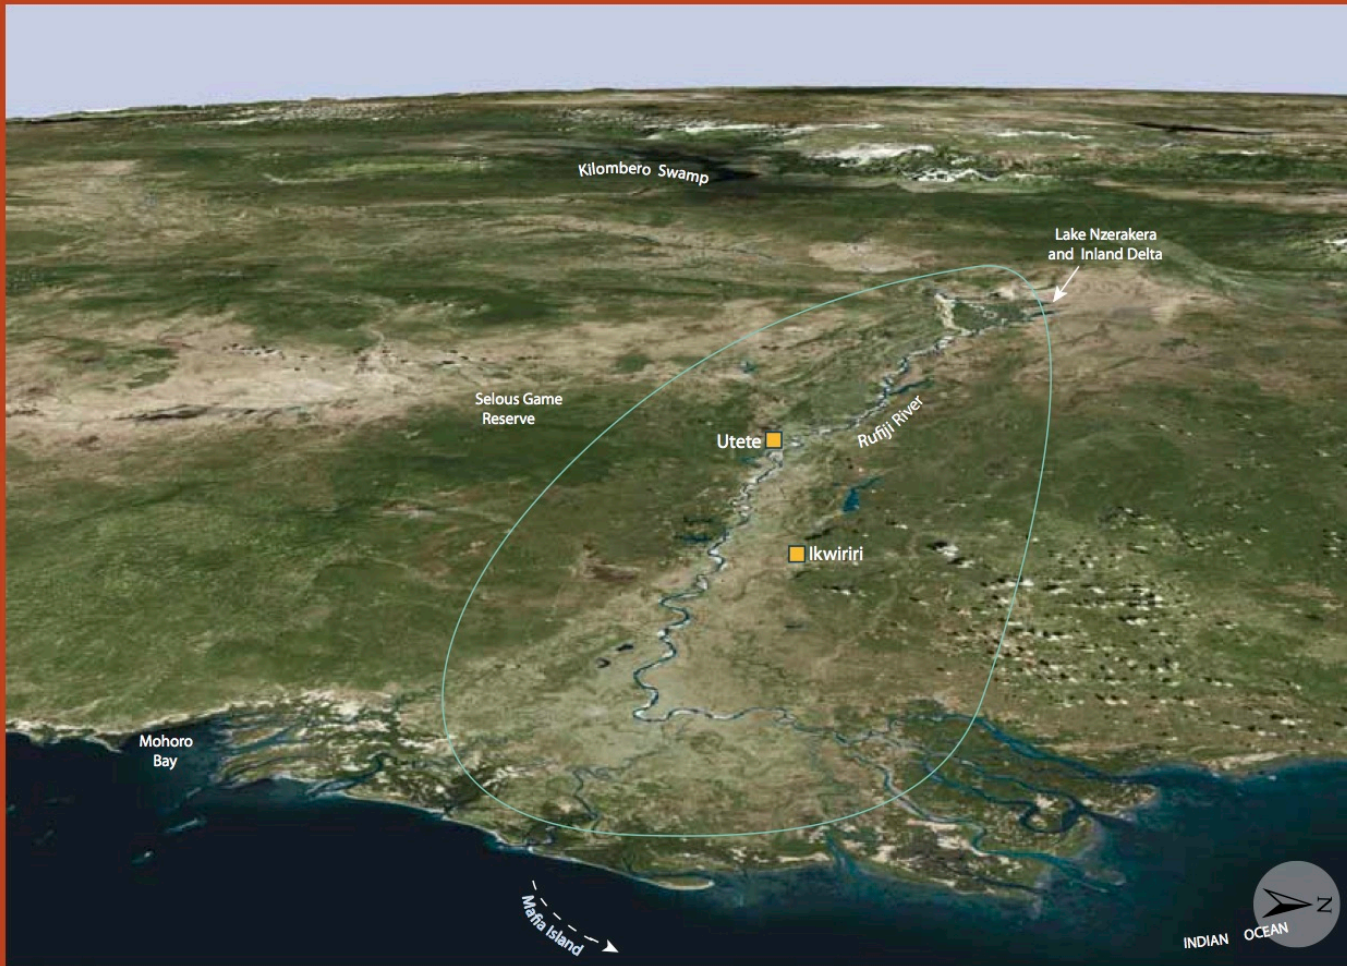 Kilombero Swamp
Lake Nzerakera
and Inland Delta
Selous Game
Reserve
Rufiji River
Utete
Ikwiriri
Mohoro
Bay
Mafia Island
N
INDIAN OCEAN